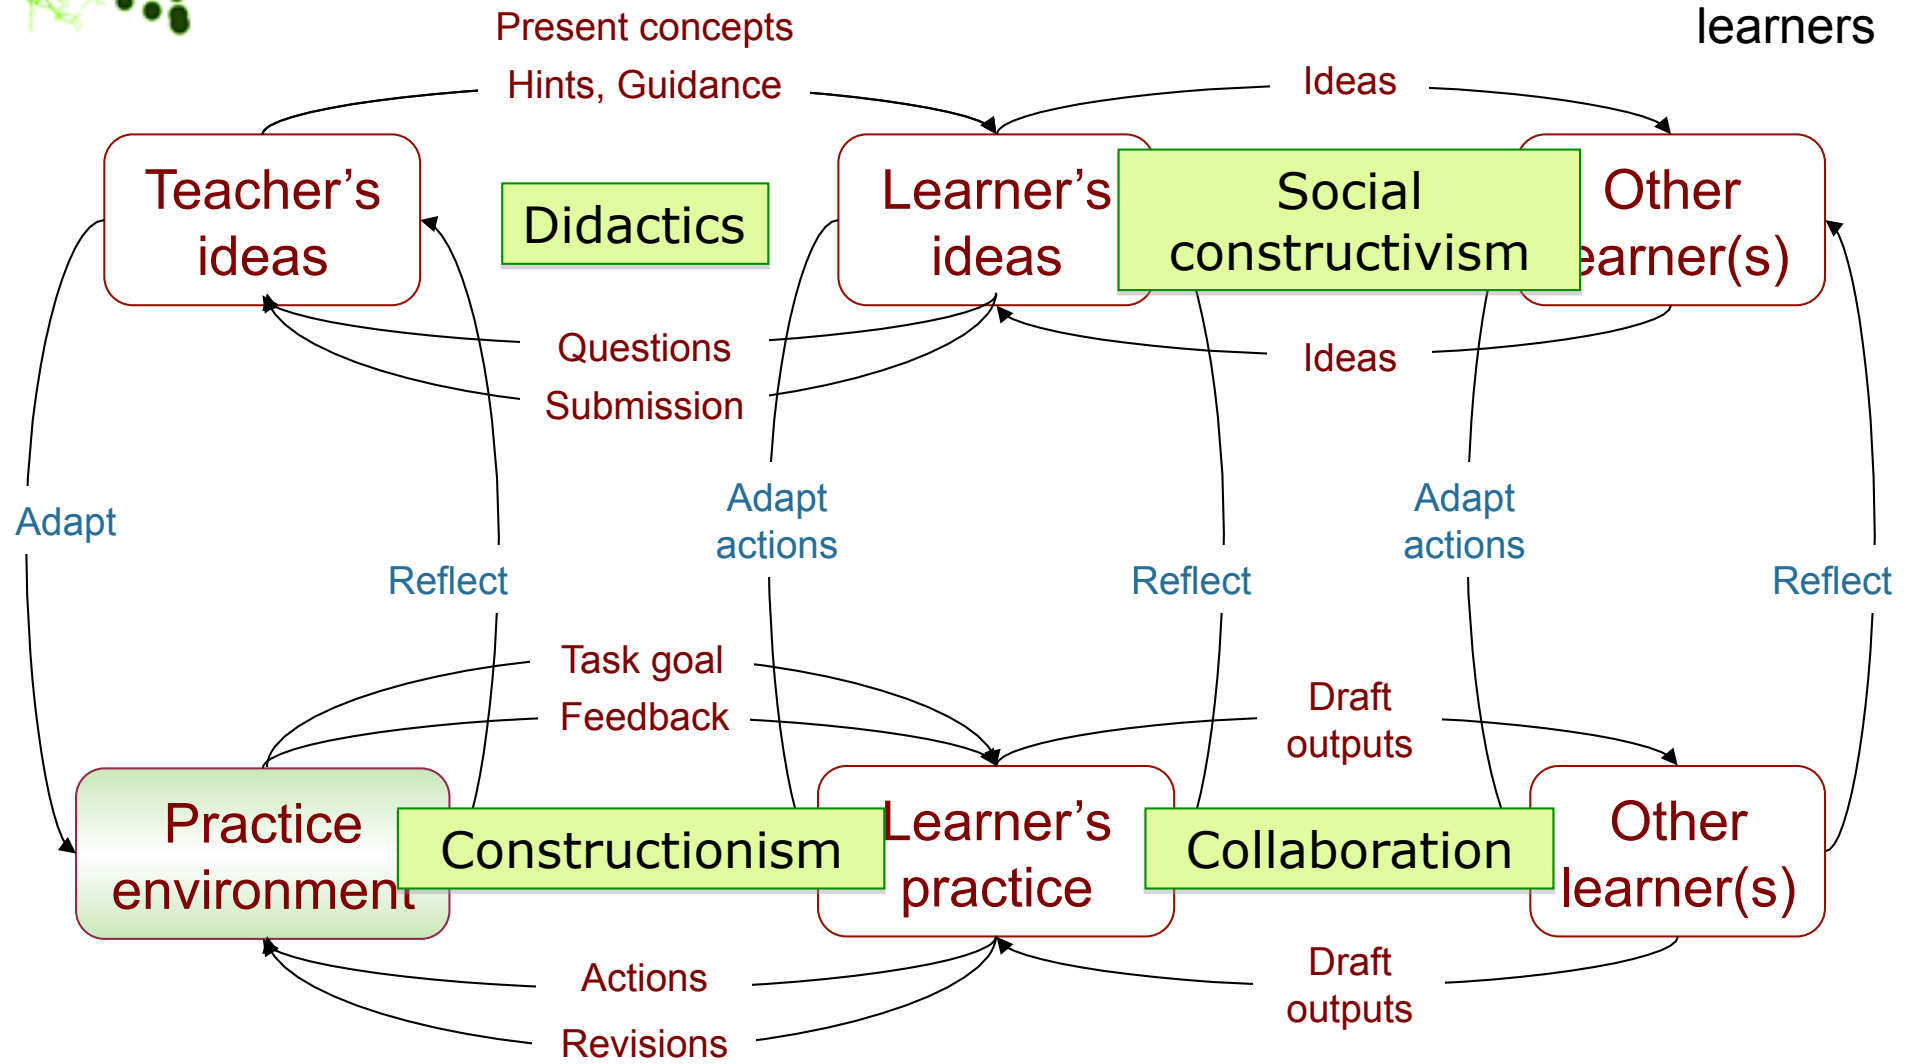 learners
Present concepts
Hints, Guidance
Ideas
Teacher's
ideas
Didactics
Learner's
ideas
Social
constructivism
Other
learner(s)
Questions
Submission
Ideas
Adapt
Reflect
Adapt
actions
Reflect
Adapt
actions
Reflect
Task goal
Feedback
Draft
outputs
Practice
environment
Constructionism
Learner's
practice
Collaboration
Other
learner(s)
Actions
Revisions
Draft
outputs